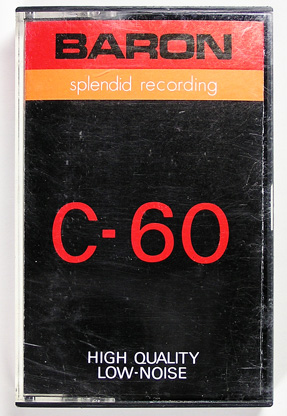 BARON
splendid recording
C-60
HIGH QUALITY
LOW-NOISE